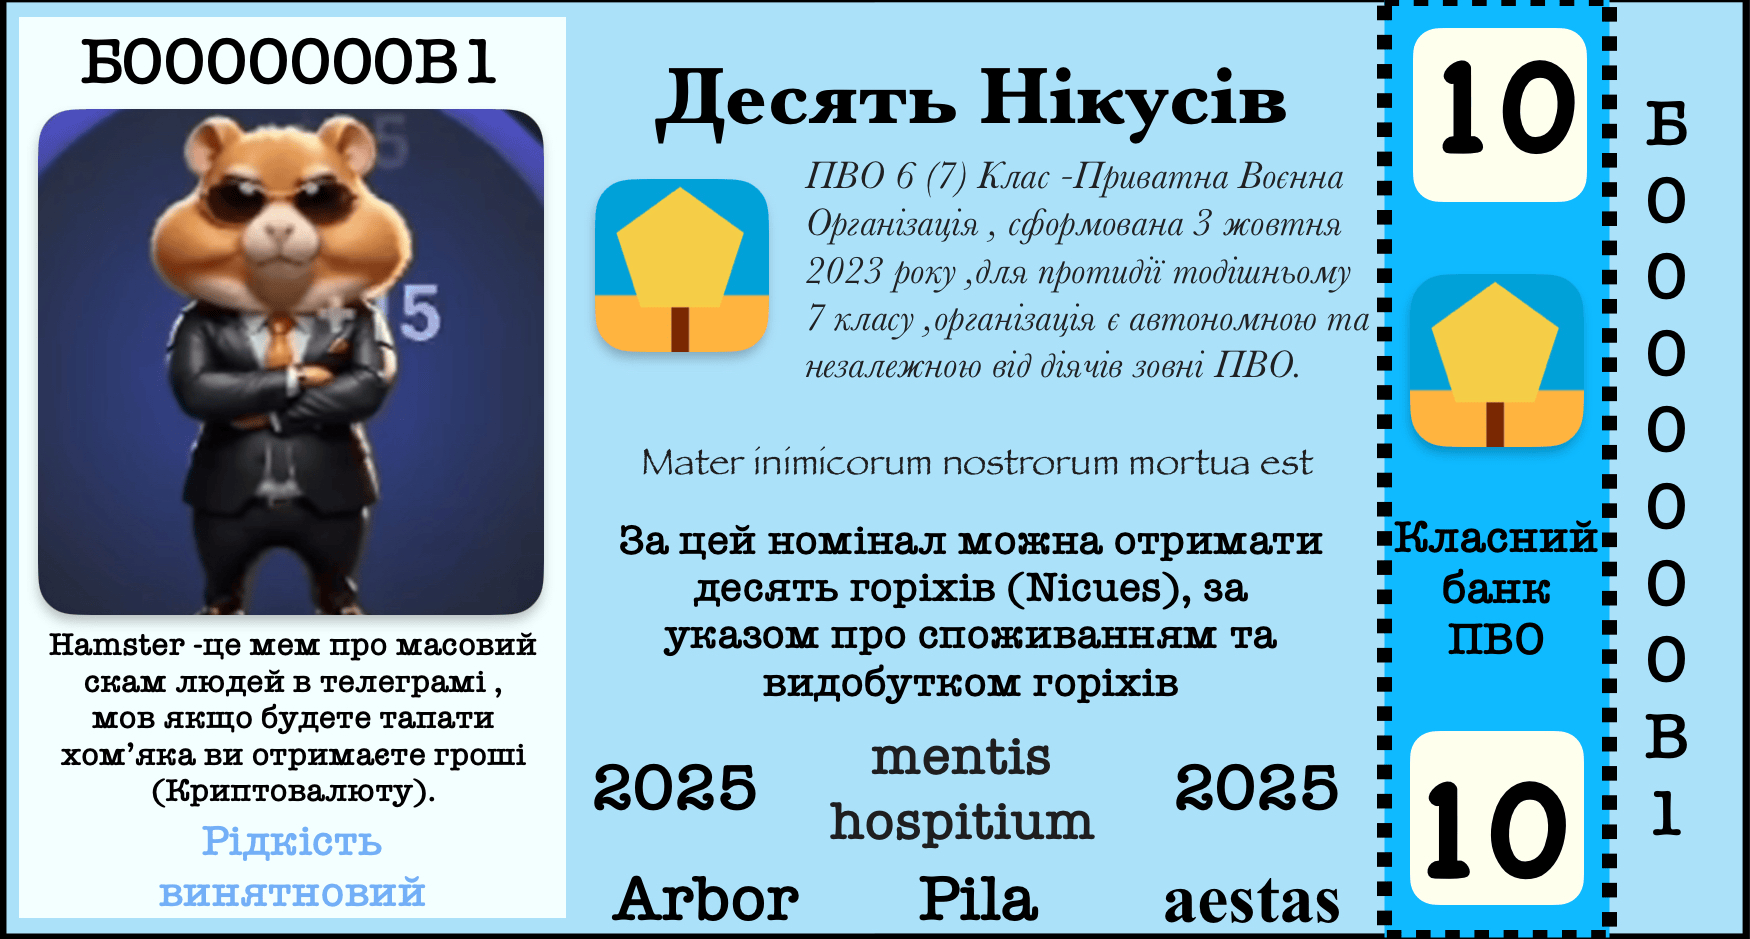 БОООООООВ1
+15
Hamster -це мем про масовий
скам людей в телеграмі ,
мов якщо будете тапати
хом’яка ви отримаєте гроші
(Криптовалюту).
Рідкість
винятновий
Десять Нікусів
ПВО 6 (7) Клас -Приватна Воєнна
Організація , сформована 3 жовтня
2023 року ,для протидії тодішньому
7 класу ,організація є автономною та
незалежною від діячів зовні ПВО.
Mater inimicorum nostrorum mortua est
За цей номінал можна отримати
десять горіхів (Nicues), за
указом про споживанням та
видобутком горіхів
2025
mentis
hospitium
2025
Arbor Pila aestas
10
Класний
банк
ПВО
10
Б
О
О
О
О
О
О
О
В
1